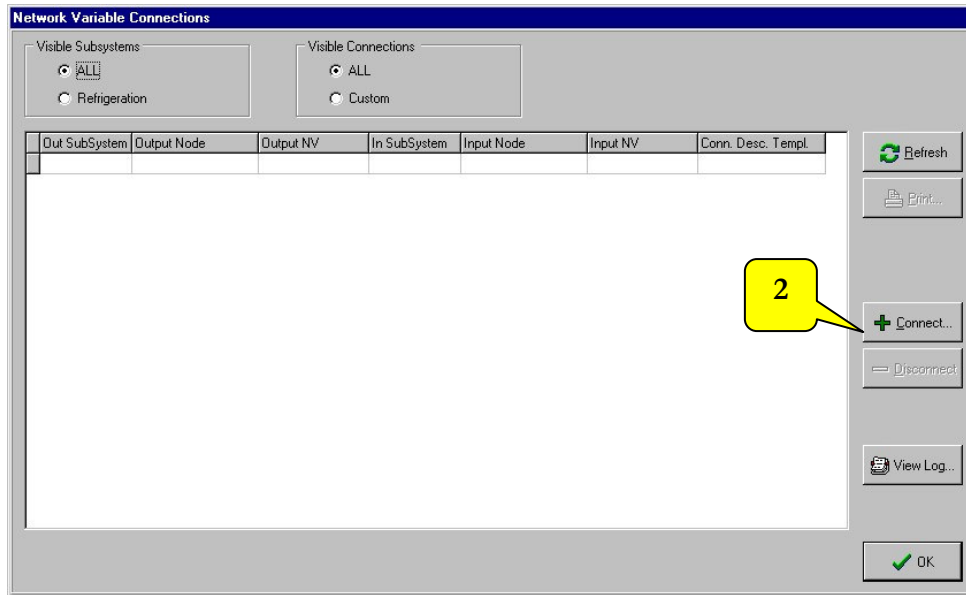 Network Variable Connections
Visible Subsystems
ALL
Refrigeration
Visible Connections
ALL
Custom
Out SubSystem Output Node Output NV In SubSystem Input Node Input NV Conn. Desc. Templ.
Refresh
Print...
2
Connect...
Disconnect
View Log...
OK